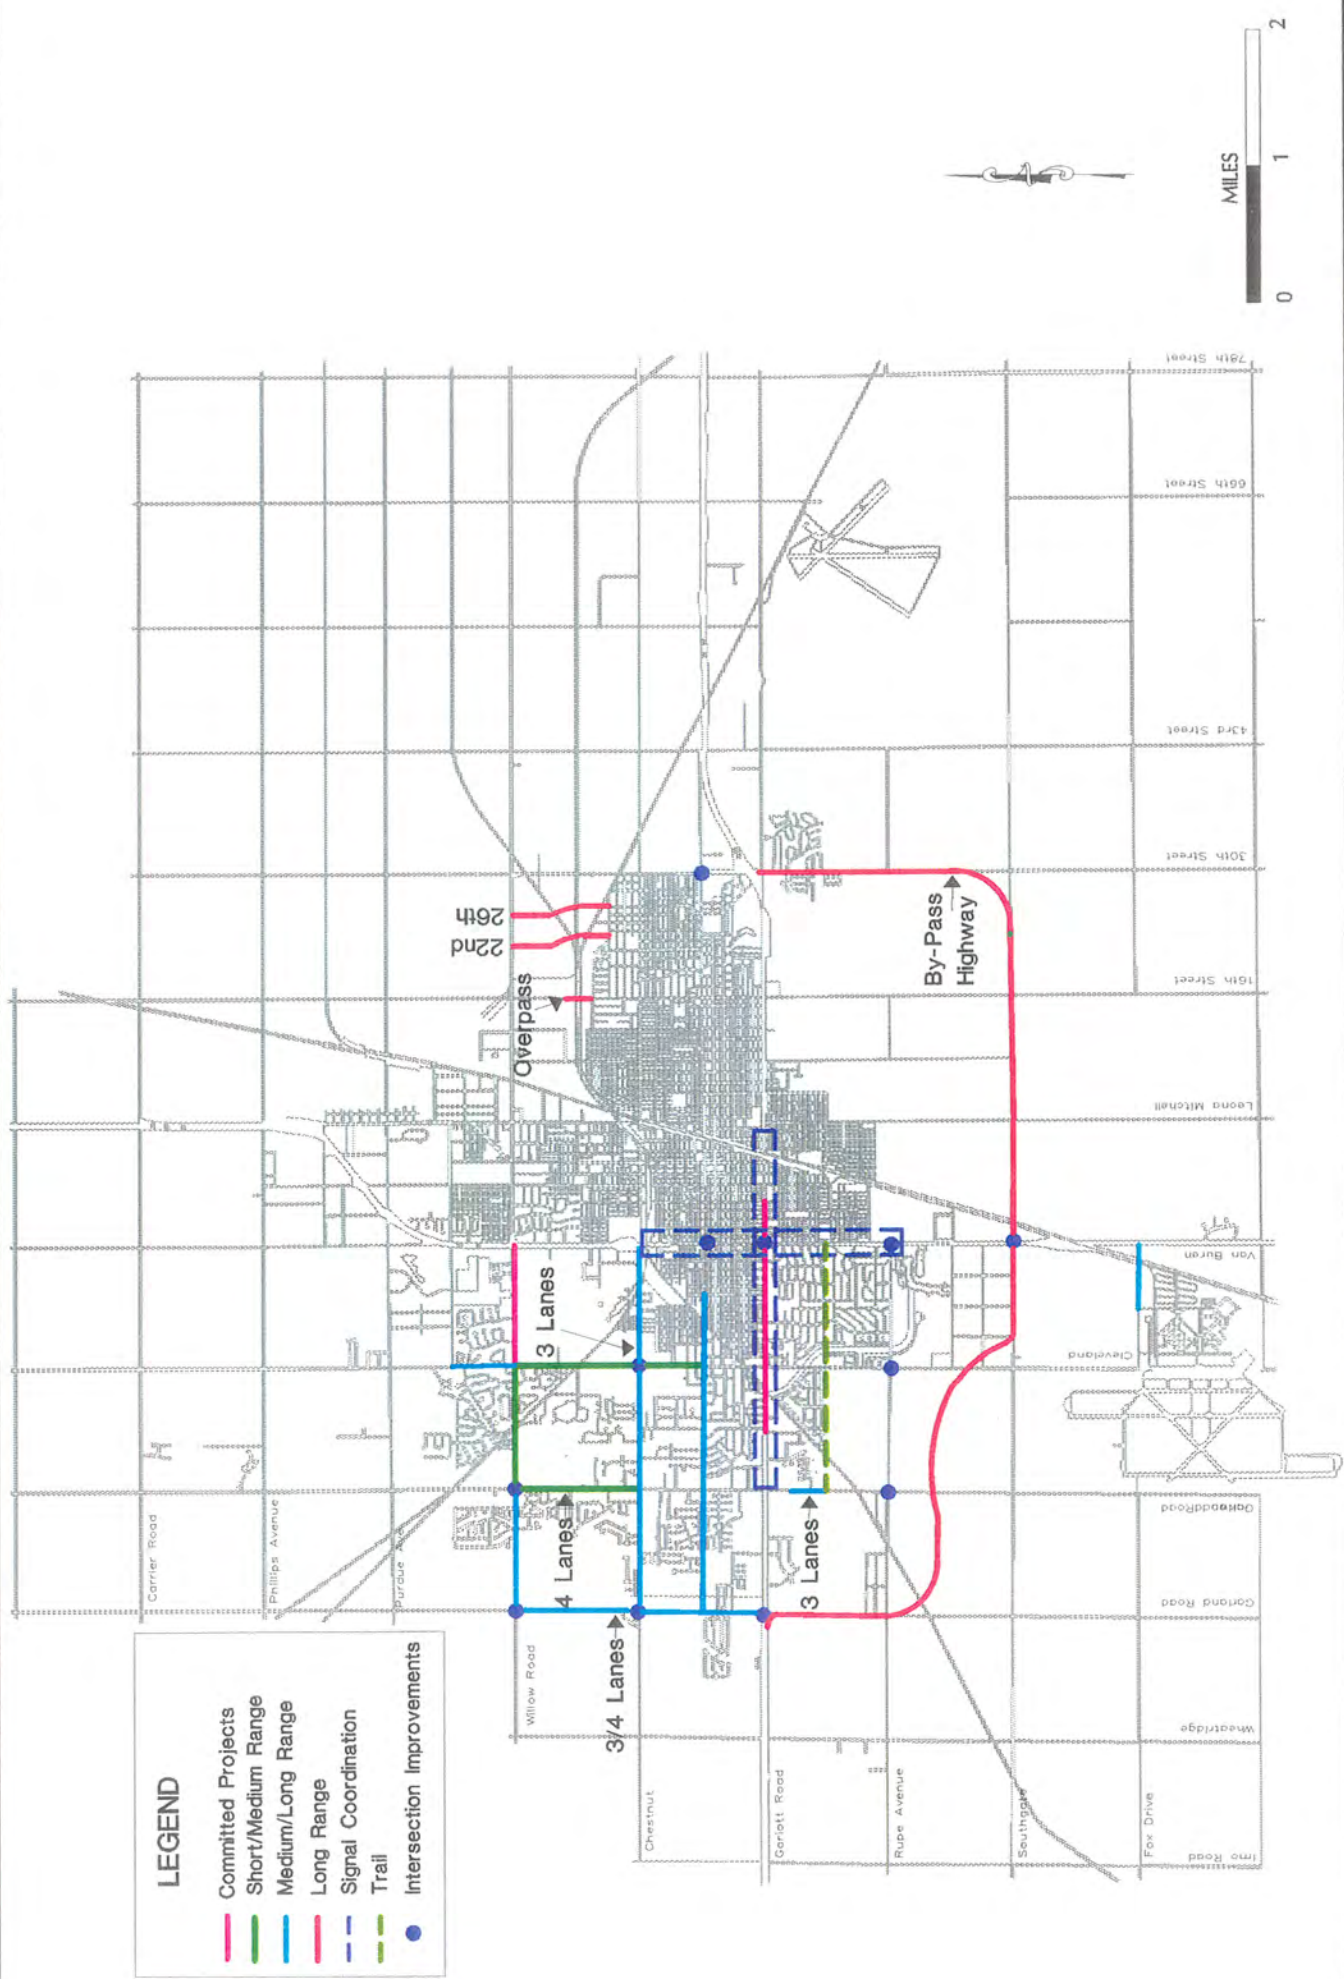 LEGEND
Committed Projects
Short/Medium Range
Medium/Long Range
Long Range
Signal Coordination
Trail
Intersection Improvements
Carrier Road
Phillips Avenue
Purdue Ave
Willow Road
Chestnut
Garlott Road
Rupe Avenue
Southgate
Fox Drive
Imo Road
Wheatridge
Garland Road
Cleveland
Van Buren
Leona Mitchell
16th Street
30th Street
43rd Street
66th Street
78th Street
3/4 Lanes
4 Lanes
3 Lanes
3 Lanes
Overpass
22nd
26th
By-Pass
Highway
MILES
0
1
2
N